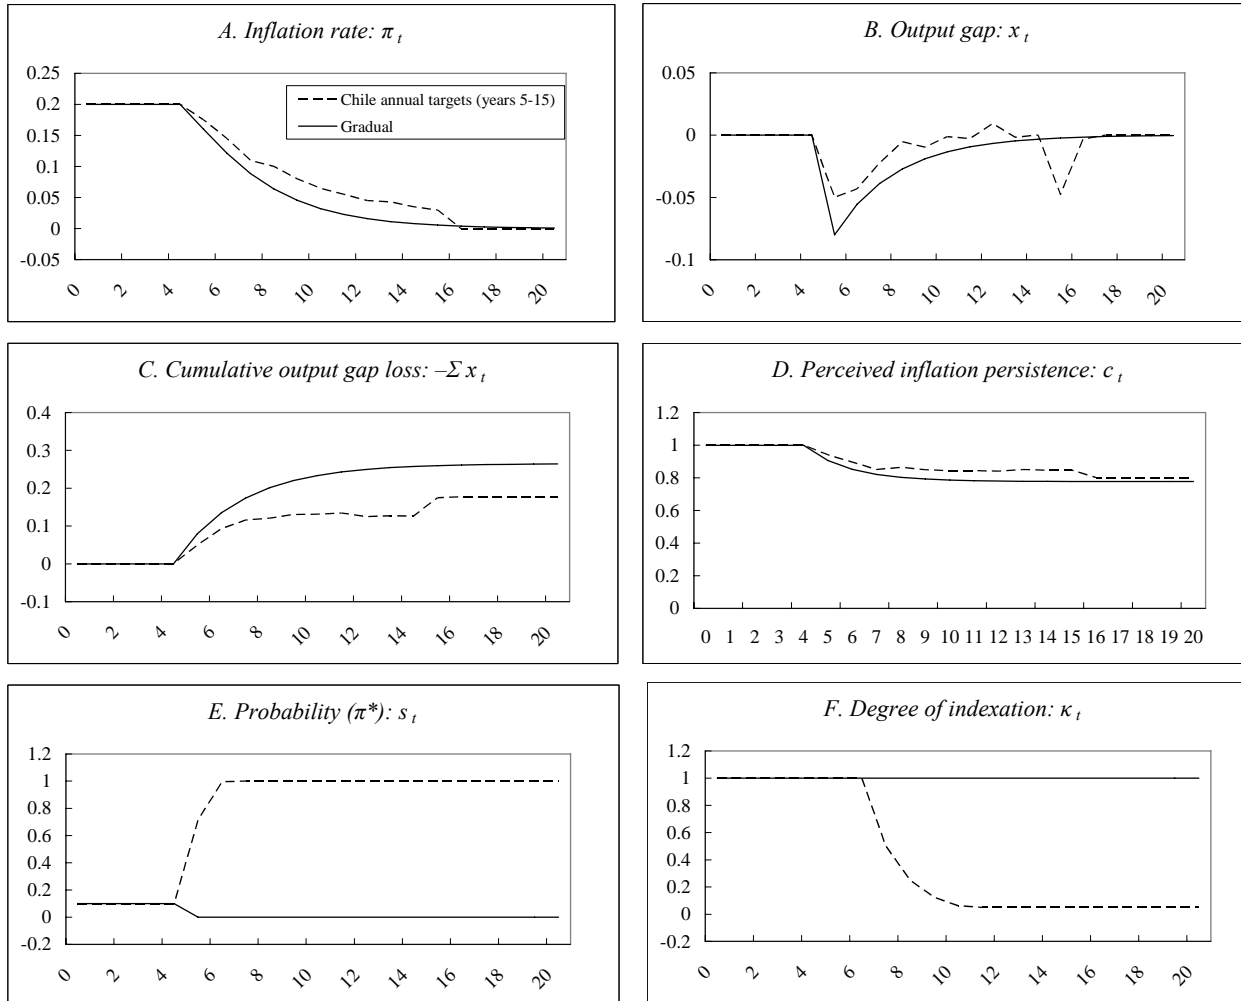 A. Inflation rate: π t
0.25
0.2
0.15
0.1
0.05
0
-0.05
0 2 4 6 8 10 12 14 16 18 20
Chile annual targets (years 5-15)
Gradual
B. Output gap: x t
0.05
0
-0.05
-0.1
0 2 4 6 8 10 12 14 16 18 20
C. Cumulative output gap loss: –Σ x t
0.4
0.3
0.2
0.1
0
-0.1
0 2 4 6 8 10 12 14 16 18 20
D. Perceived inflation persistence: c t
1.2
1
0.8
0.6
0.4
0.2
0
0 1 2 3 4 5 6 7 8 9 10 11 12 13 14 15 16 17 18 19 20
E. Probability (π*): s t
1.2
1
0.8
0.6
0.4
0.2
0
-0.2
0 2 4 6 8 10 12 14 16 18 20
F. Degree of indexation: κ t
1.2
1
0.8
0.6
0.4
0.2
0
-0.2
0 2 4 6 8 10 12 14 16 18 20